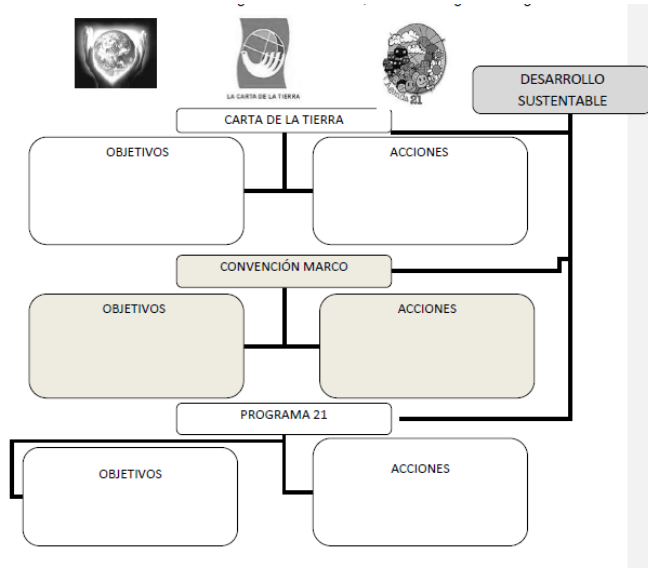 LA CARTA DE LA TIERRA
21
DESARROLLO
SUSTENTABLE
CARTA DE LA TIERRA
OBJETIVOS
ACCIONES
CONVENCIÓN MARCO
OBJETIVOS
ACCIONES
PROGRAMA 21
OBJETIVOS
ACCIONES